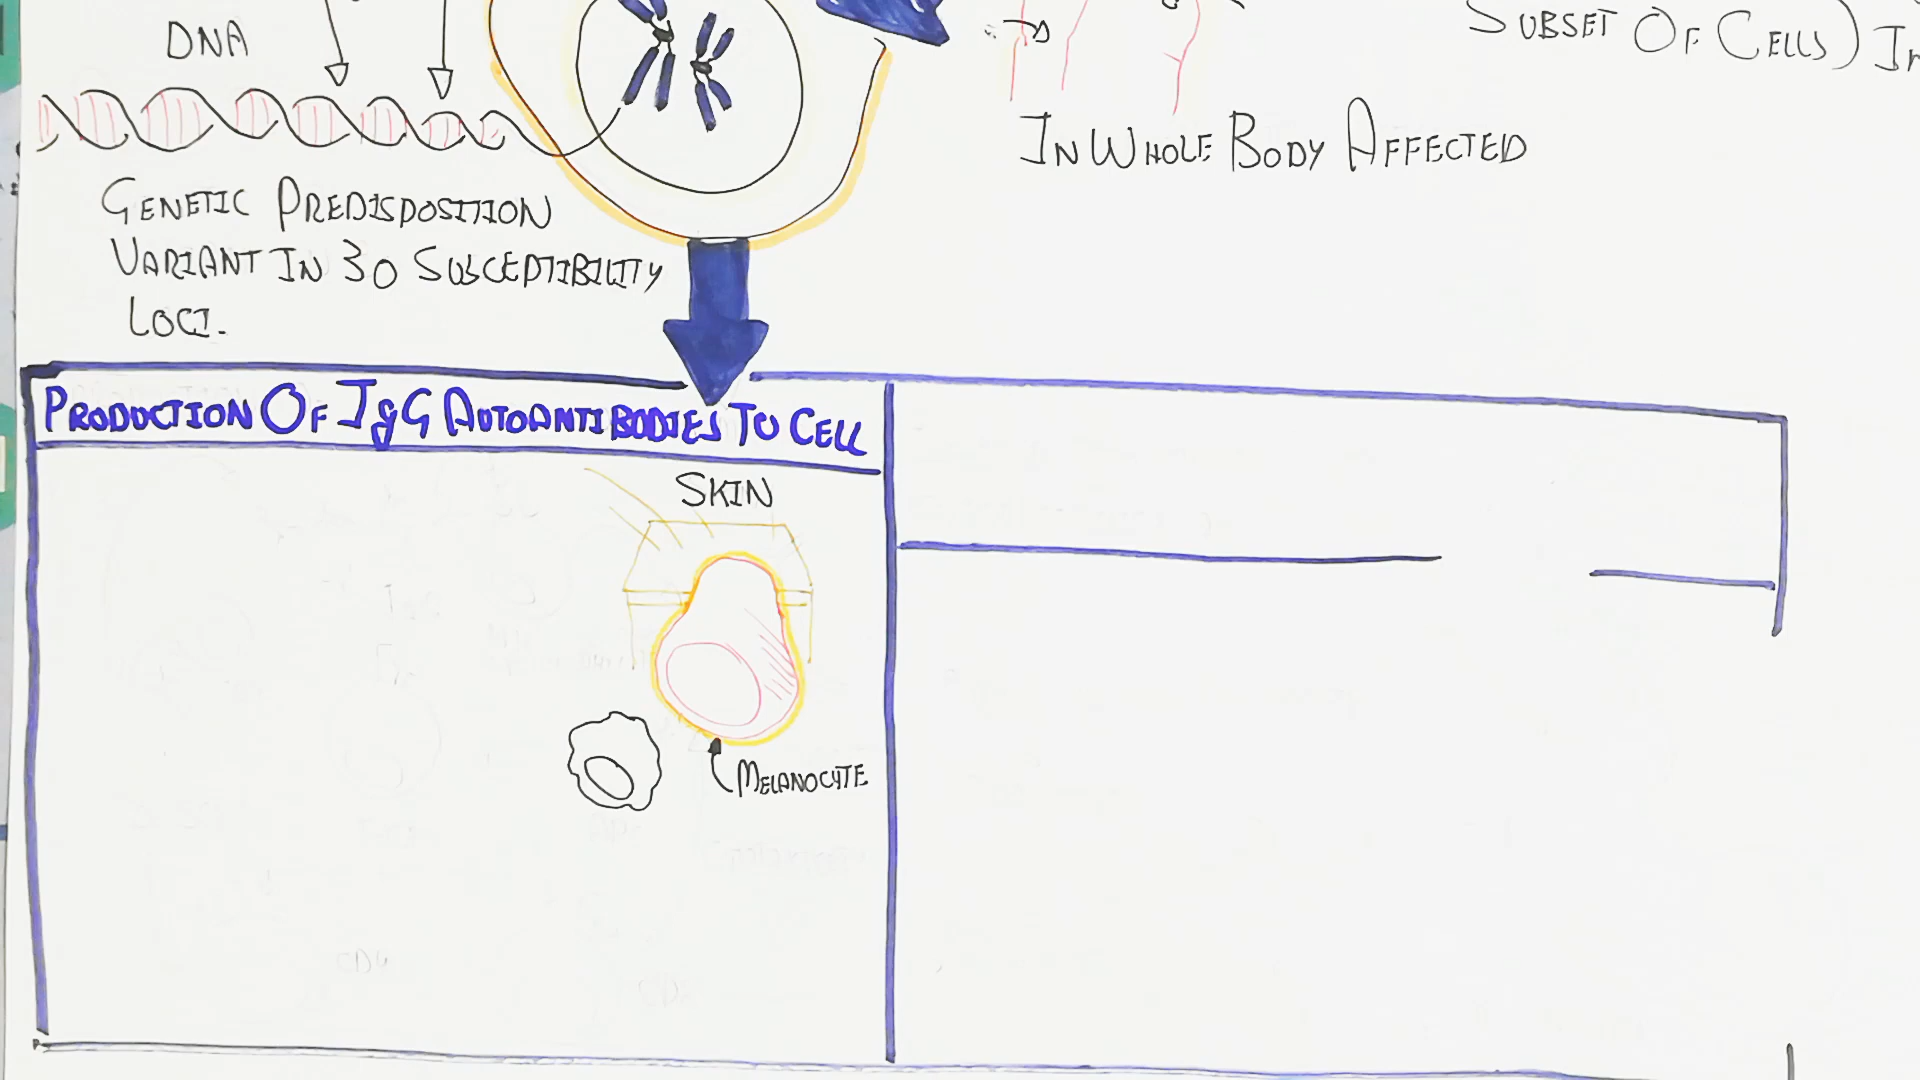 DNA
SUBSET OF CELLS) IN
IN WHOLE BODY AFFECTED
GENETIC PREDISPOSITION
VARIANT IN 30 SUSCEPTIBILITY
LOCI.
PRODUCTION OF IgG AUTOANTIBODIES TO CELL
SKIN
MELANOCYTE
CD4